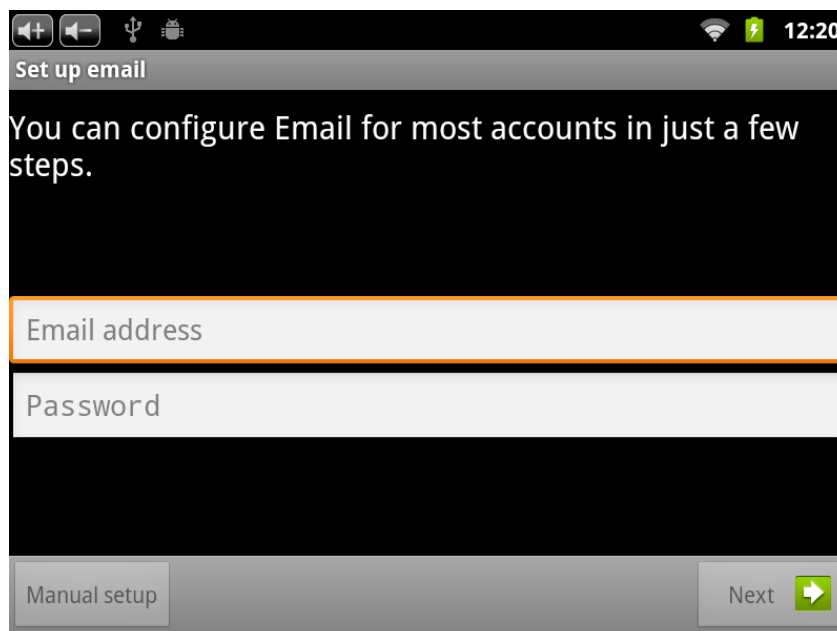 12:20
Set up email
You can configure Email for most accounts in just a few
steps.
Email address
Password
Manual setup
Next